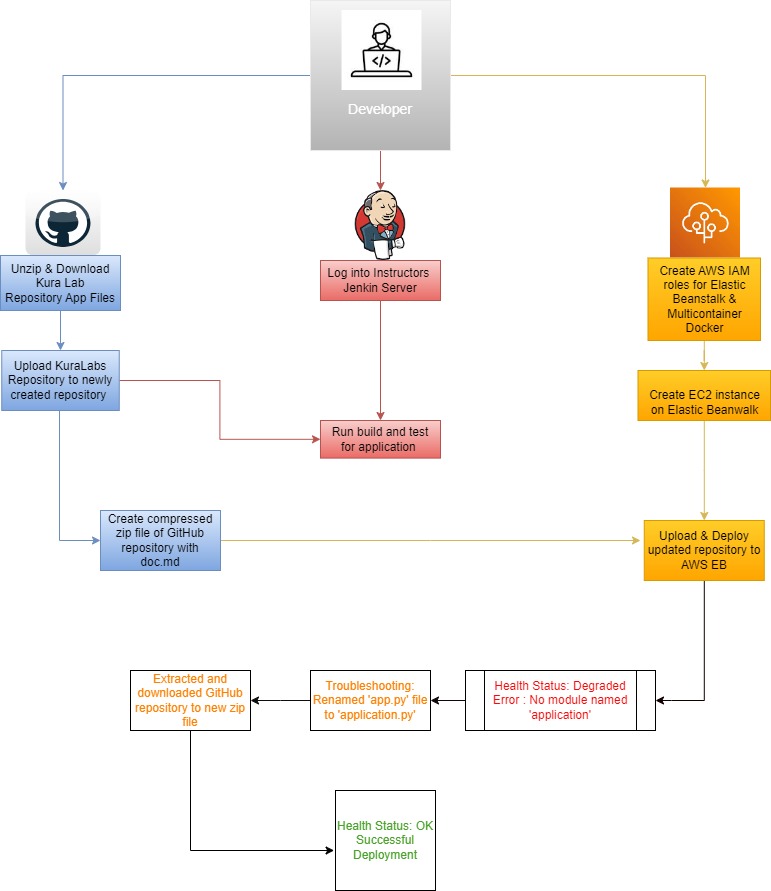 </>
Developer
Unzip & Download
Kura Lab
Repository App Files
Log into Instructors
Jenkin Server
Create AWS IAM
roles for Elastic
Beanstalk &
Multicontainer
Docker
Upload KuraLabs
Repository to newly
created repository
Create EC2 instance
on Elastic Beanwalk
Run build and test
for application
Create compressed
zip file of GitHub
repository with
doc.md
Upload & Deploy
updated repository to
AWS EB
Extracted and
downloaded GitHub
repository to new zip
file
Troubleshooting:
Renamed 'app.py' file
to 'application.py'
Health Status: Degraded
Error : No module named
'application'
Health Status: OK
Successful
Deployment